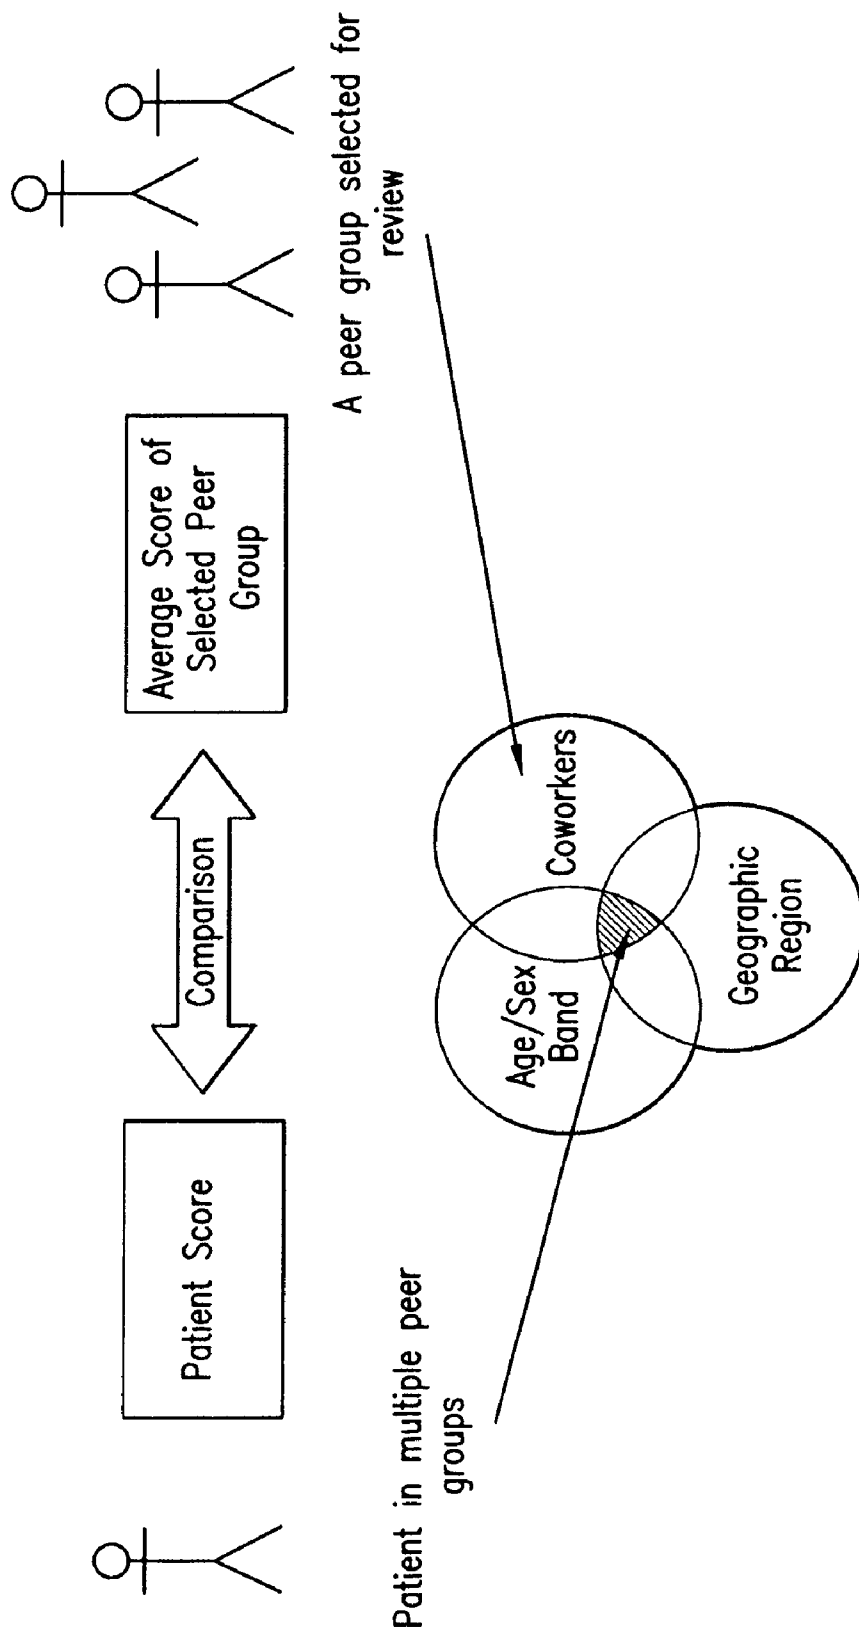 Patient Score
Comparison
Average Score of
Selected Peer
Group
Patient in multiple peer
groups
A peer group selected for
review
Age/Sex
Band
Coworkers
Geographic
Region